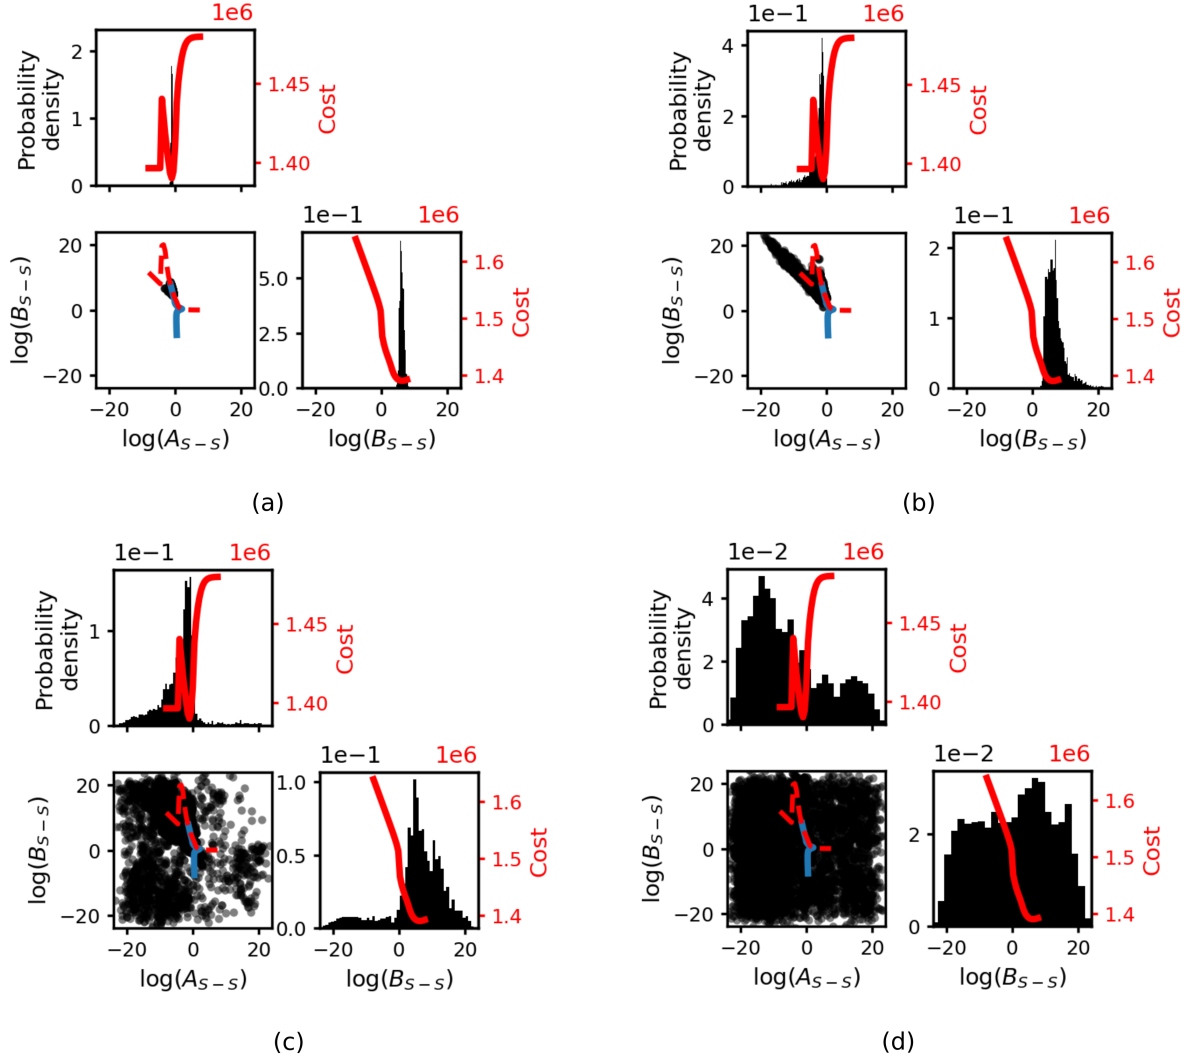 1e6
2
1
0
Probability
density
1.45
1.40
Cost
1e−1
1e6
20
0
−20
log(B_{S−S})
5.0
2.5
0.0
1.6
1.5
1.4
Cost
−20 0 20
log(A_{S−S})
−20 0 20
log(B_{S−S})
(a)
1e−1
1e6
4
2
0
Probability
density
1.45
1.40
Cost
1e−1
1e6
20
0
−20
log(B_{S−S})
2
1
0
1.6
1.5
1.4
Cost
−20 0 20
log(A_{S−S})
−20 0 20
log(B_{S−S})
(b)
1e−1
1e6
1
0
Probability
density
1.45
1.40
Cost
1e−1
1e6
20
0
−20
log(B_{S−S})
1.0
0.5
0.0
1.6
1.5
1.4
Cost
−20 0 20
log(A_{S−S})
−20 0 20
log(B_{S−S})
(c)
1e−2
1e6
4
2
0
Probability
density
1.45
1.40
Cost
1e−2
1e6
20
0
−20
log(B_{S−S})
2
0
1.6
1.5
1.4
Cost
−20 0 20
log(A_{S−S})
−20 0 20
log(B_{S−S})
(d)